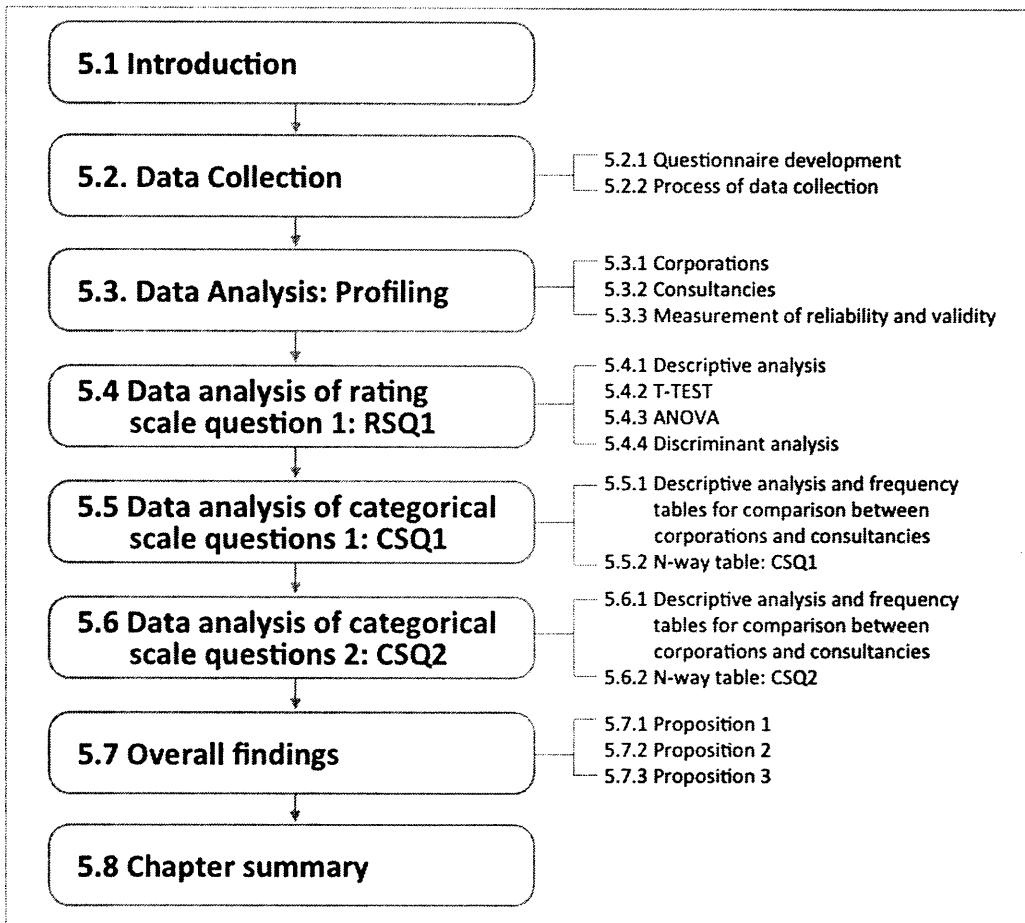 5.1 Introduction
5.2. Data Collection
5.2.1 Questionnaire development
5.2.2 Process of data collection
5.3. Data Analysis: Profiling
5.3.1 Corporations
5.3.2 Consultancies
5.3.3 Measurement of reliability and validity
5.4 Data analysis of rating
scale question 1: RSQ1
5.4.1 Descriptive analysis
5.4.2 T-TEST
5.4.3 ANOVA
5.4.4 Discriminant analysis
5.5 Data analysis of categorical
scale questions 1: CSQ1
5.5.1 Descriptive analysis and frequency
tables for comparison between
corporations and consultancies
5.5.2 N-way table: CSQ1
5.6 Data analysis of categorical
scale questions 2: CSQ2
5.6.1 Descriptive analysis and frequency
tables for comparison between
corporations and consultancies
5.6.2 N-way table: CSQ2
5.7 Overall findings
5.7.1 Proposition 1
5.7.2 Proposition 2
5.7.3 Proposition 3
5.8 Chapter summary